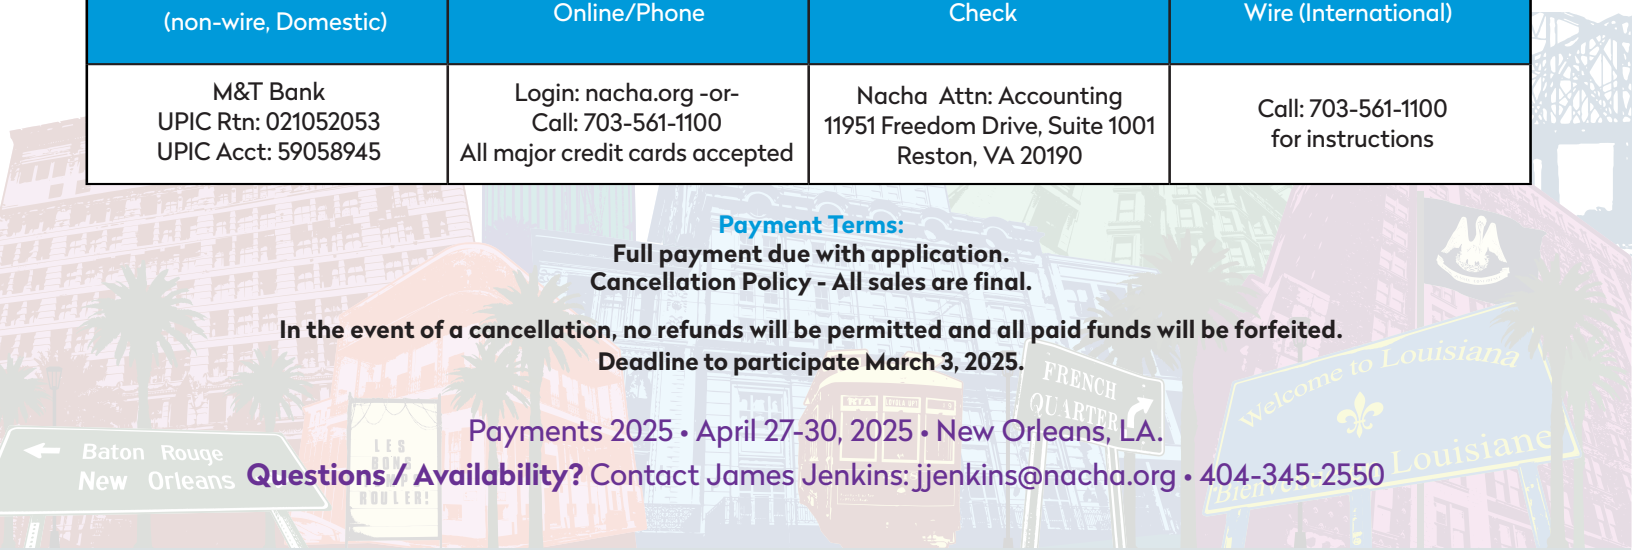 (non-wire, Domestic)
Online/Phone
Check
Wire (International)
M&T Bank
UPIC Rtn: 021052053
UPIC Acct: 59058945
Login: nacha.org -or-
Call: 703-561-1100
All major credit cards accepted
Nacha  Attn: Accounting
11951 Freedom Drive, Suite 1001
Reston, VA 20190
Call: 703-561-1100
for instructions
Payment Terms:
Full payment due with application.
Cancellation Policy - All sales are final.
In the event of a cancellation, no refunds will be permitted and all paid funds will be forfeited.
Deadline to participate March 3, 2025.
Payments 2025 • April 27-30, 2025 • New Orleans, LA.
Questions / Availability? Contact James Jenkins: jjenkins@nacha.org • 404-345-2550
Baton Rouge
New Orleans
LES
BONS
ROULER!
RTA
FRENCH
QUARTER
Welcome to Louisiana
Louisiane